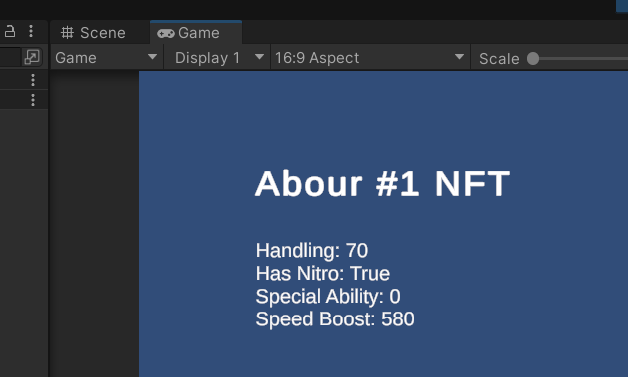 Scene
Game
Game
Display 1
16:9 Aspect
Scale
Abour #1 NFT
Handling: 70
Has Nitro: True
Special Ability: 0
Speed Boost: 580